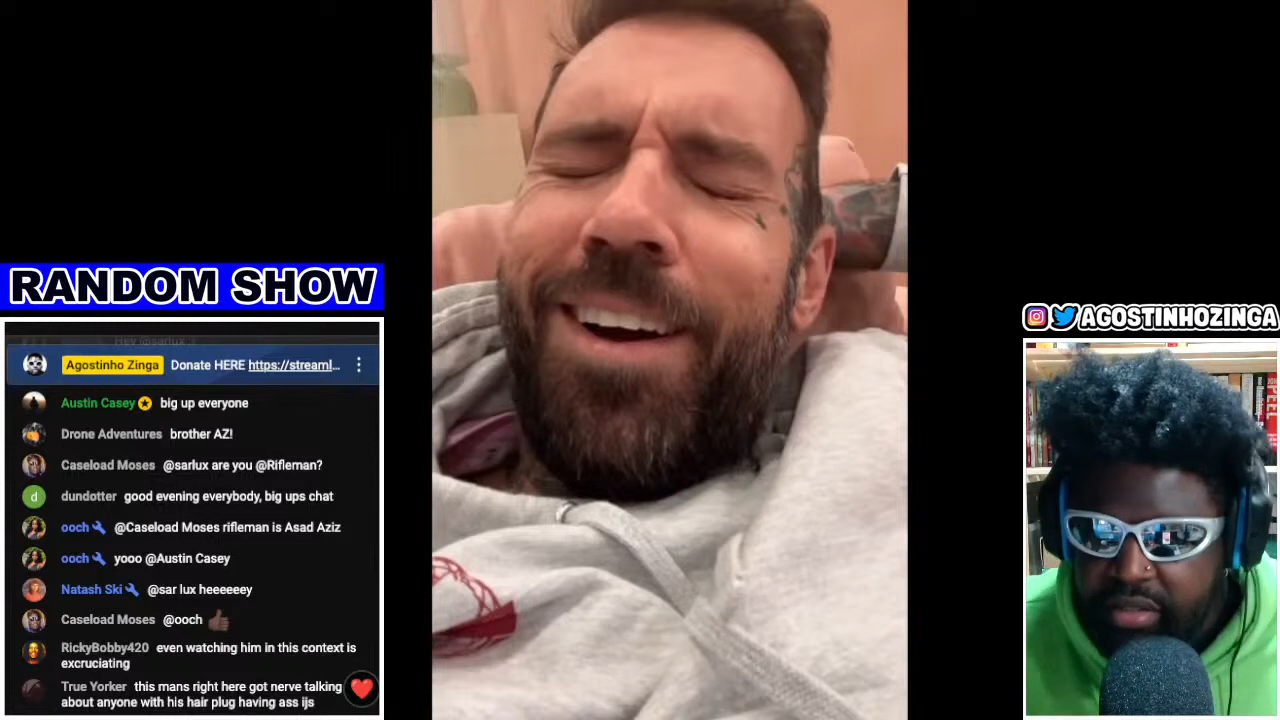 RANDOM SHOW
Hey @sarlux :)
Agostinho Zinga Donate HERE https://streaml...
Austin Casey big up everyone
Drone Adventures brother AZ!
Caseload Moses @sarlux are you @Rifleman?
d dundøtter good evening everybody, big ups chat
ooch @Caseload Moses rifleman is Asad Aziz
ooch yooo @Austin Casey
Natash Ski @sar lux heeeeeey
Caseload Moses @ooch
RickyBobby420 even watching him in this context is
excruciating
True Yorker this mans right here got nerve talking
about anyone with his hair plug having ass ijs
AGOSTINHOZINGA